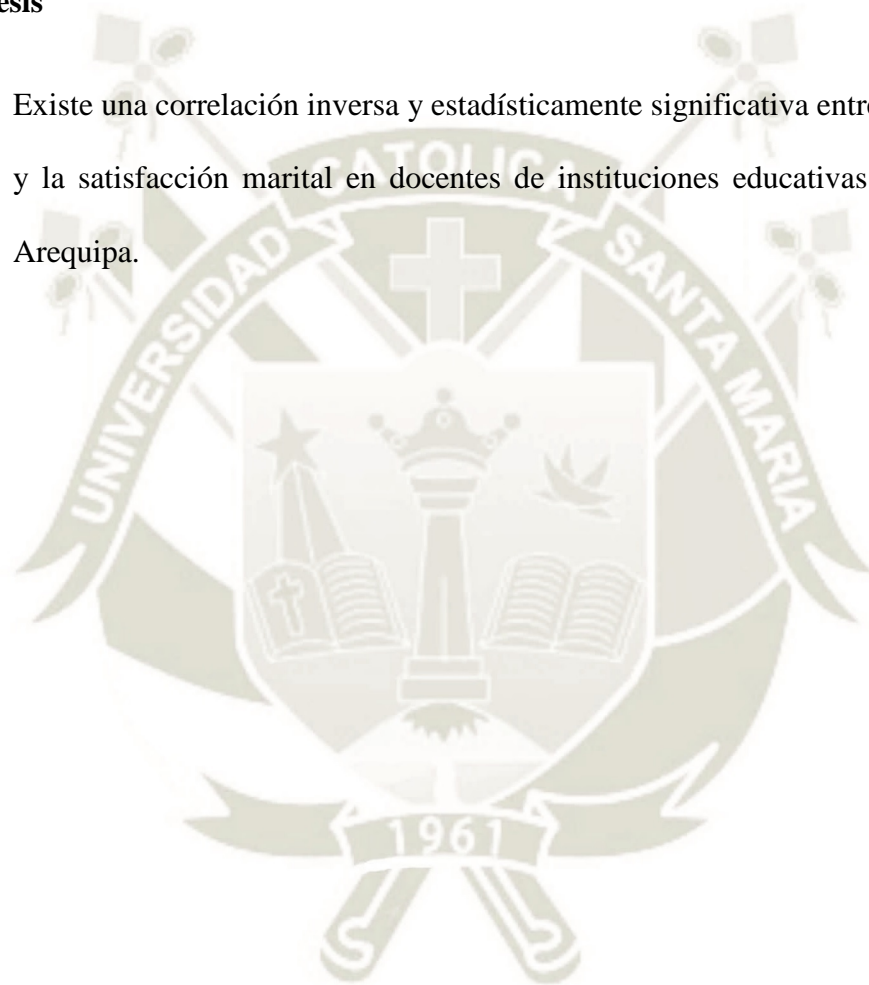 esis
Existe una correlación inversa y estadísticamente significativa entre
y la satisfacción marital en docentes de instituciones educativas
Arequipa.
UNIVERSIDAD CATOLICA SANTA MARIA
1961